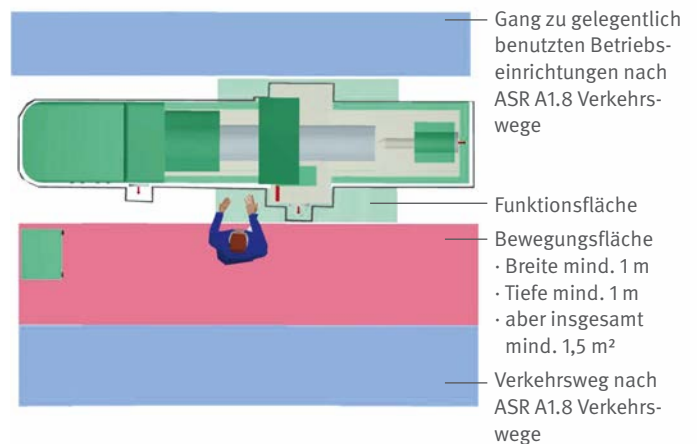 Gang zu gelegentlich
benutzten Betriebs-
einrichtungen nach
ASR A1.8 Verkehrs-
wege
Funktionsfläche
Bewegungsfläche
· Breite mind. 1 m
· Tiefe mind. 1 m
· aber insgesamt
mind. 1,5 m²
Verkehrsweg nach
ASR A1.8 Verkehrs-
wege